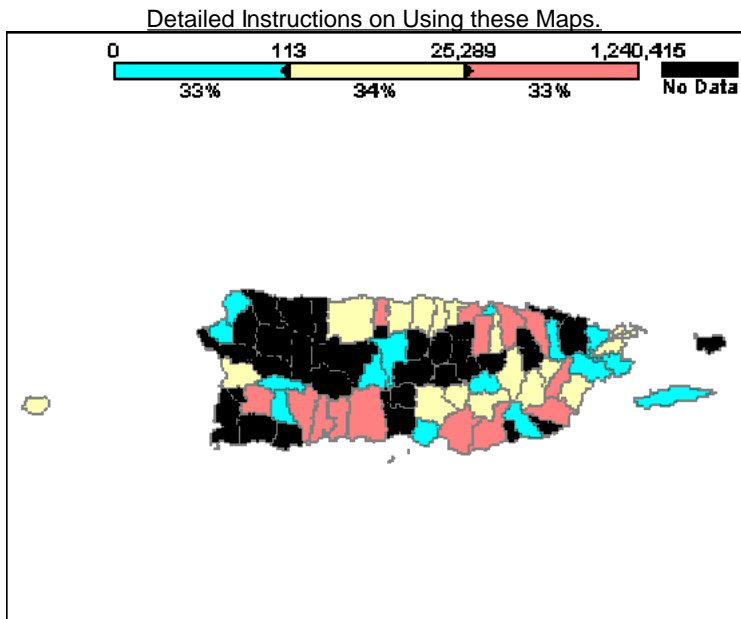 Detailed Instructions on Using these Maps.
0 113 25,289 1,240,415
33% 34% 33% No Data